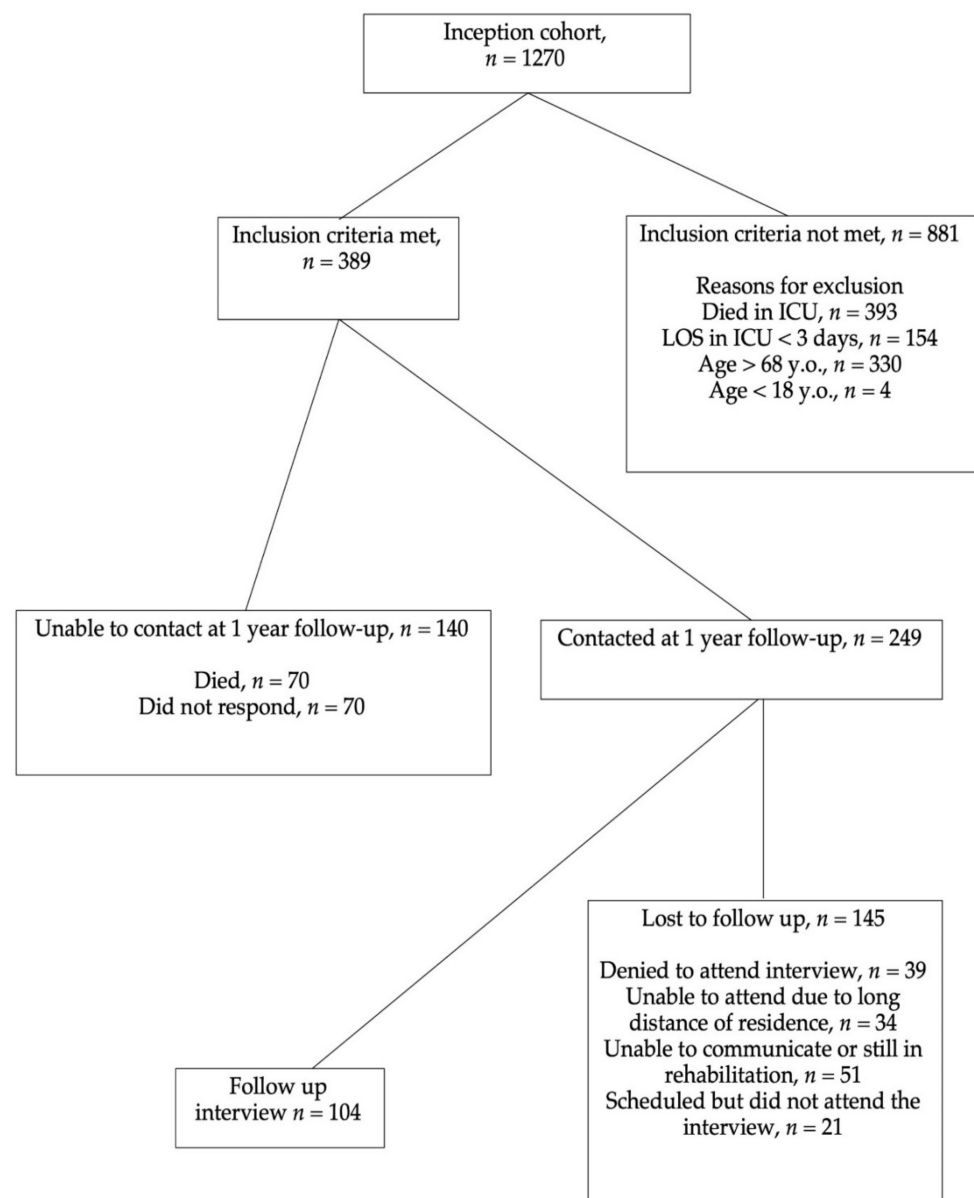 Inception cohort,
n = 1270
Inclusion criteria met,
n = 389
Inclusion criteria not met, n = 881
Reasons for exclusion
Died in ICU, n = 393
LOS in ICU < 3 days, n = 154
Age > 68 y.o., n = 330
Age < 18 y.o., n = 4
Unable to contact at 1 year follow-up, n = 140
Died, n = 70
Did not respond, n = 70
Contacted at 1 year follow-up, n = 249
Follow up
interview n = 104
Lost to follow up, n = 145
Denied to attend interview, n = 39
Unable to attend due to long
distance of residence, n = 34
Unable to communicate or still in
rehabilitation, n = 51
Scheduled but did not attend the
interview, n = 21